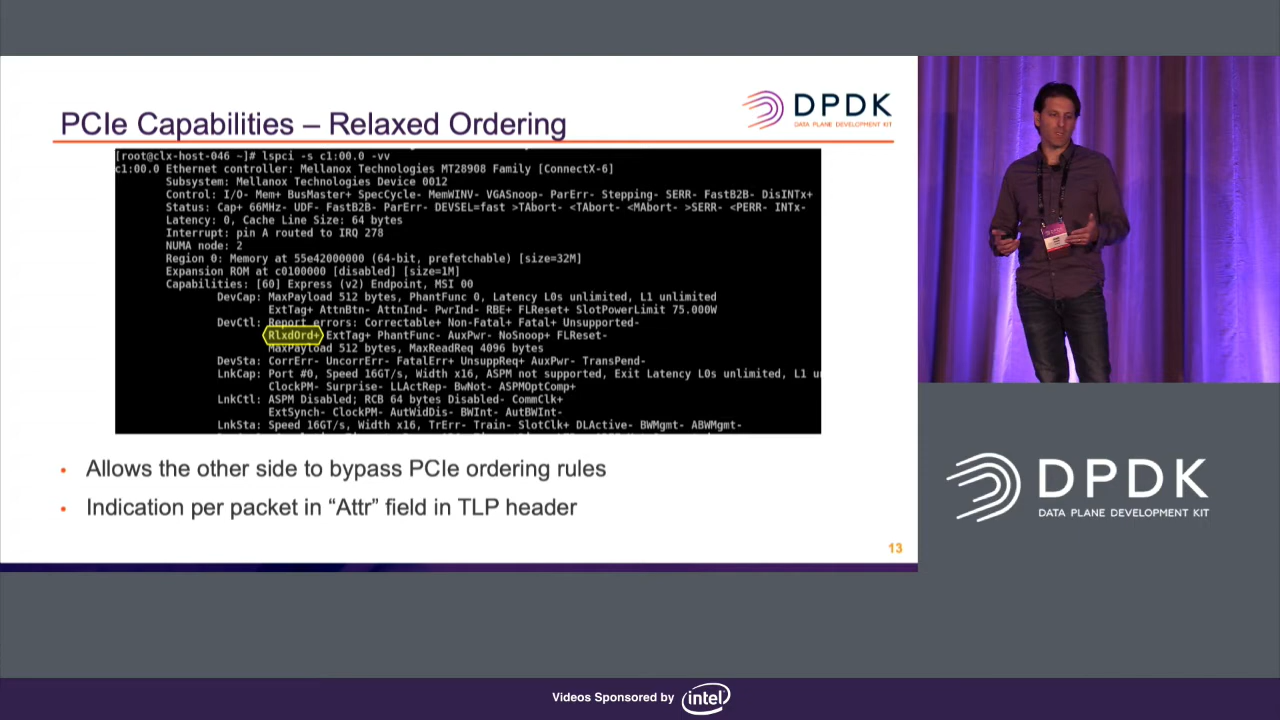 PCIe Capabilities – Relaxed Ordering
DPDK
DATA PLANE DEVELOPMENT KIT
[root@clx-host-046 ~]# lspci -s c1:00.0 -vv
c1:00.0 Ethernet controller: Mellanox Technologies MT28908 Family [ConnectX-6]
Subsystem: Mellanox Technologies Device 0012
Control: I/O- Mem+ BusMaster+ SpecCycle- MemWINV- VGASnoop- ParErr- Stepping- SERR- FastB2B- DisINTx+
Status: Cap+ 66MHz- UDF- FastB2B- ParErr- DEVSEL=fast >TAbort- <TAbort- <MAbort- >SERR- <PERR- INTx-
Latency: 0, Cache Line Size: 64 bytes
Interrupt: pin A routed to IRQ 278
NUMA node: 2
Region 0: Memory at 55e42000000 (64-bit, prefetchable) [size=32M]
Expansion ROM at c0100000 [disabled] [size=1M]
Capabilities: [60] Express (v2) Endpoint, MSI 00
DevCap: MaxPayload 512 bytes, PhantFunc 0, Latency L0s unlimited, L1 unlimited
ExtTag+ AttnBtn- AttnInd- PwrInd- RBE+ FLReset+ SlotPowerLimit 75.000W
DevCtl: Report errors: Correctable+ Non-Fatal+ Fatal+ Unsupported-
RlxdOrd+ ExtTag+ PhantFunc- AuxPwr- NoSnoop+ FLReset-
MaxPayload 512 bytes, MaxReadReq 4096 bytes
DevSta: CorrErr- UncorrErr- FatalErr+ UnsuppReq+ AuxPwr- TransPend-
LnkCap: Port #0, Speed 16GT/s, Width x16, ASPM not supported, Exit Latency L0s unlimited, L1
ClockPM- Surprise- LLActRep- BwNot- ASPMOptComp+
LnkCtl: ASPM Disabled; RCB 64 bytes Disabled- CommClk+
ExtSynch- ClockPM- AutWidDis- BWInt- AutBWInt-
LnkSta: Speed 16GT/s, Width x16, TrErr- Train- SlotClk+ DLActive- BWMgmt- ABWMgmt-
• Allows the other side to bypass PCIe ordering rules
• Indication per packet in “Attr” field in TLP header
13
DPDK
DATA PLANE DEVELOPMENT KIT
Videos Sponsored by intel